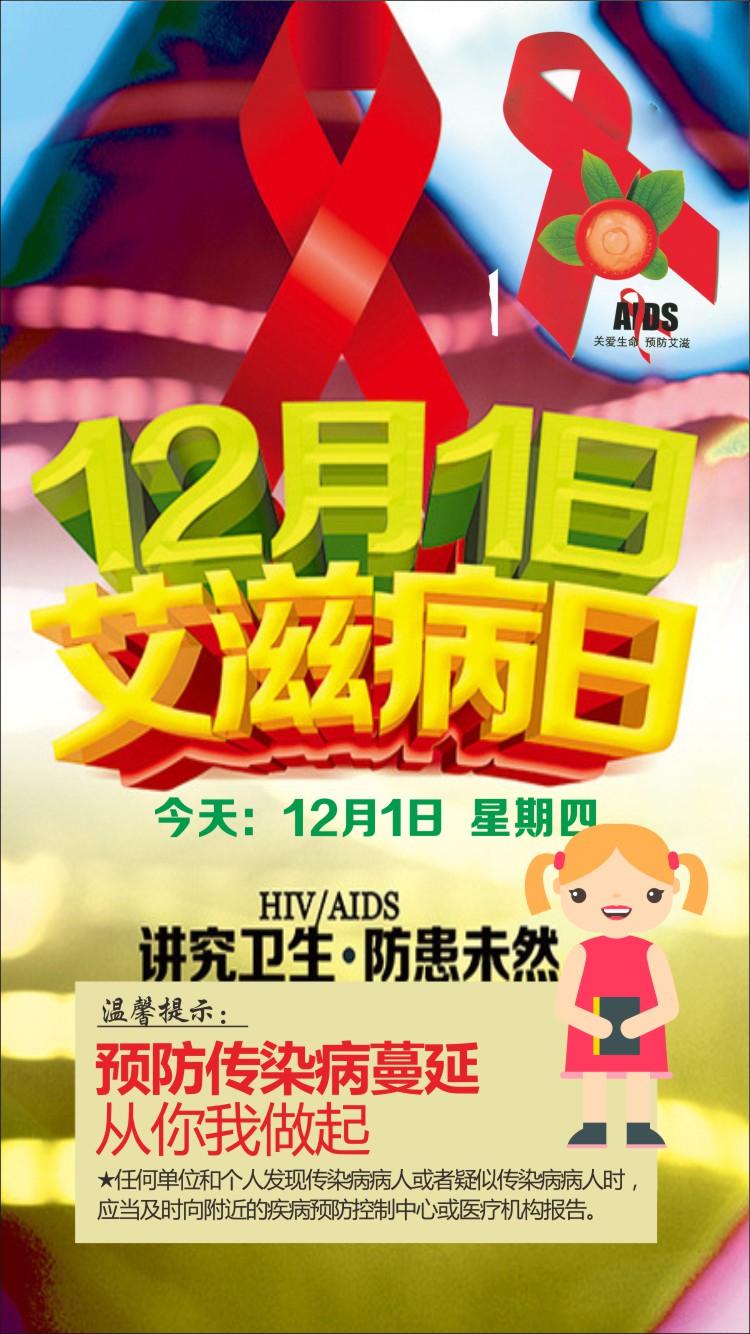 AIDS
关爱生命 预防艾滋
12月1日
艾滋病日
今天：12月1日 星期四
HIV/AIDS
讲究卫生·防患未然
温馨提示：
预防传染病蔓延
从你我做起
★任何单位和个人发现传染病病人或者疑似传染病病人时，
应当及时向附近的疾病预防控制中心或医疗机构报告。